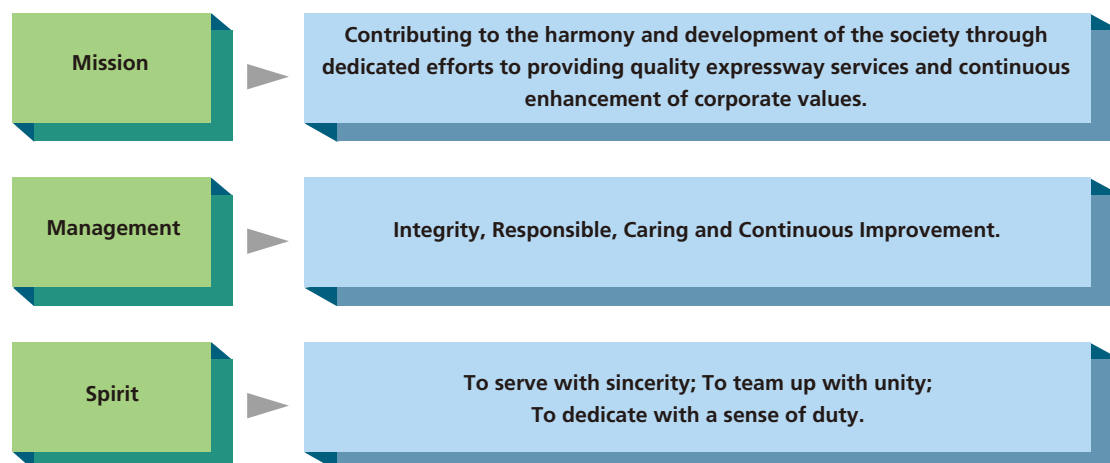 Mission
Contributing to the harmony and development of the society through
dedicated efforts to providing quality expressway services and continuous
enhancement of corporate values.
Management
Integrity, Responsible, Caring and Continuous Improvement.
Spirit
To serve with sincerity; To team up with unity;
To dedicate with a sense of duty.